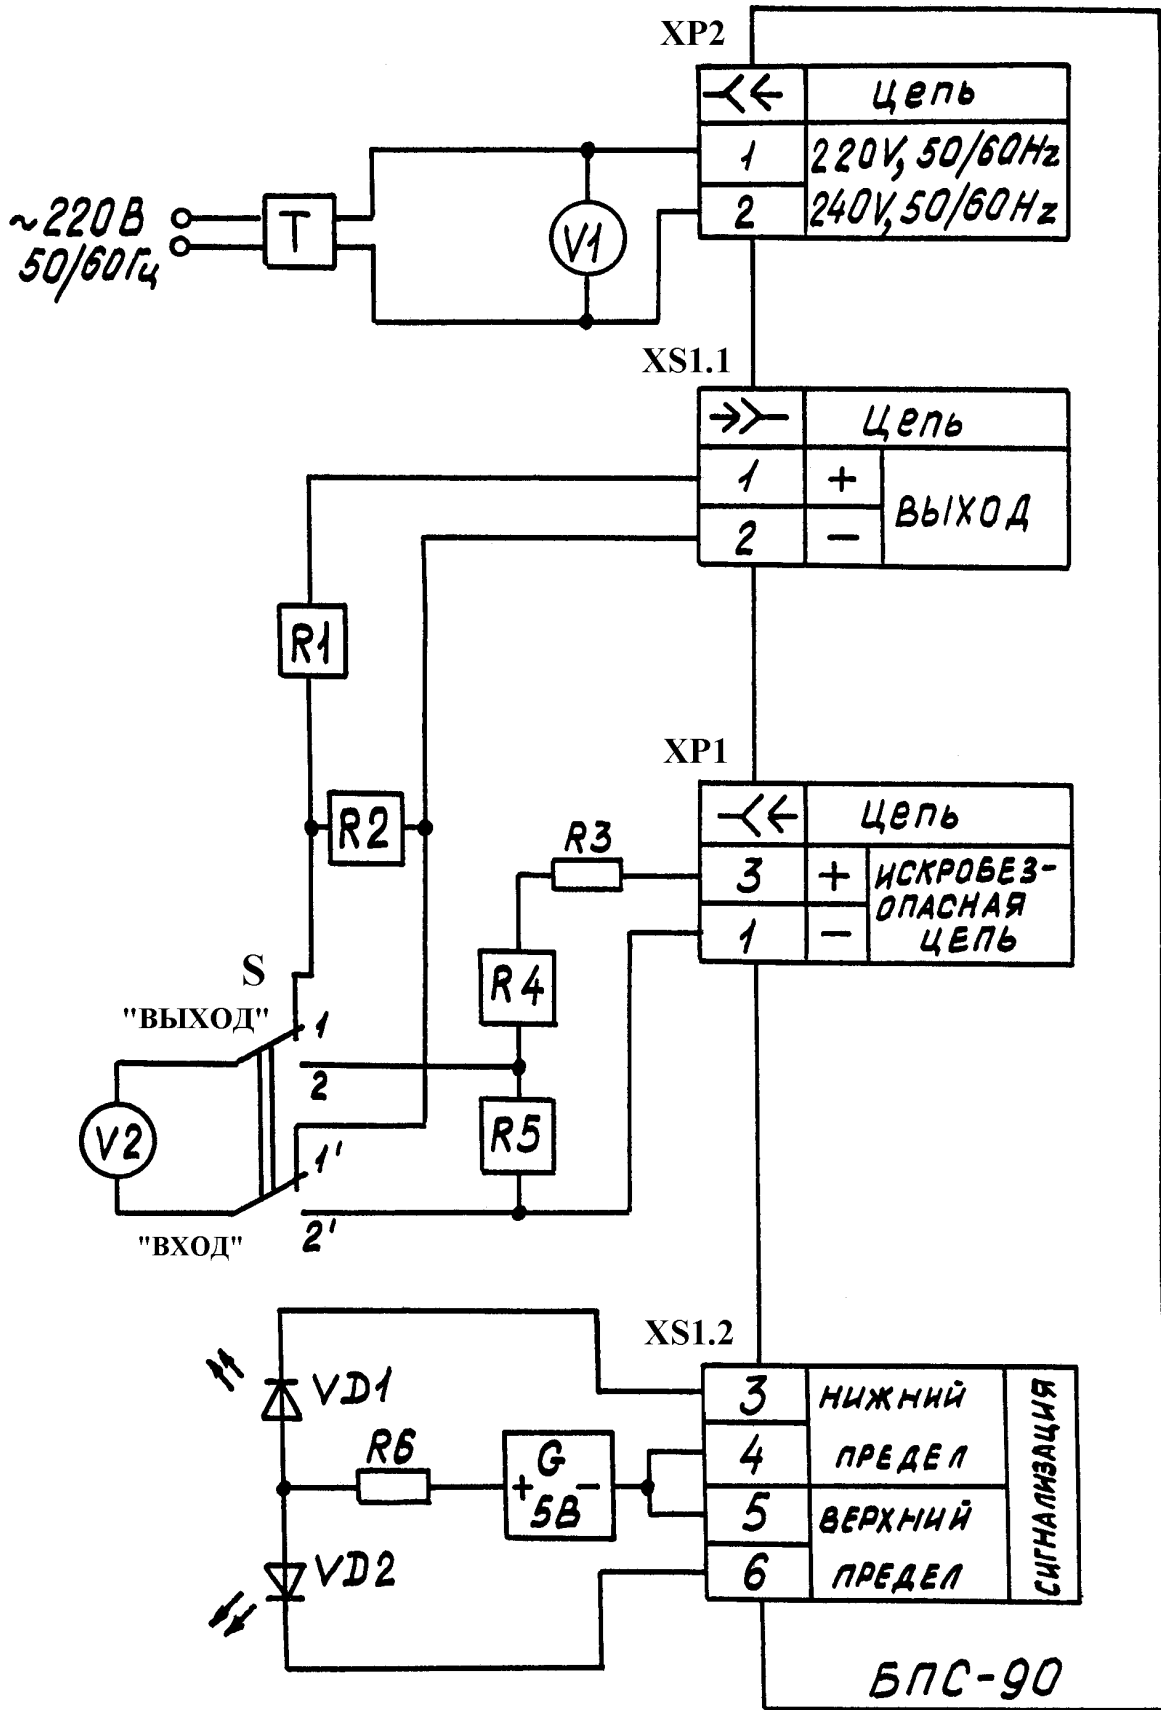 XP2
Цепь
1
220V, 50/60Hz
2
240V, 50/60Hz
~220В
50/60Гц
T
V1
XS1.1
Цепь
1
+
2
−
ВЫХОД
R1
R2
XP1
Цепь
3
+
1
−
ИСКРОБЕЗ-
ОПАСНАЯ
ЦЕПЬ
R3
R4
R5
S
"ВЫХОД"
1
2
V2
1'
2'
"ВХОД"
XS1.2
3
НИЖНИЙ
4
ПРЕДЕЛ
5
ВЕРХНИЙ
6
ПРЕДЕЛ
СИГНАЛИЗАЦИЯ
VD1
R6
G
+ −
5В
VD2
БПС-90